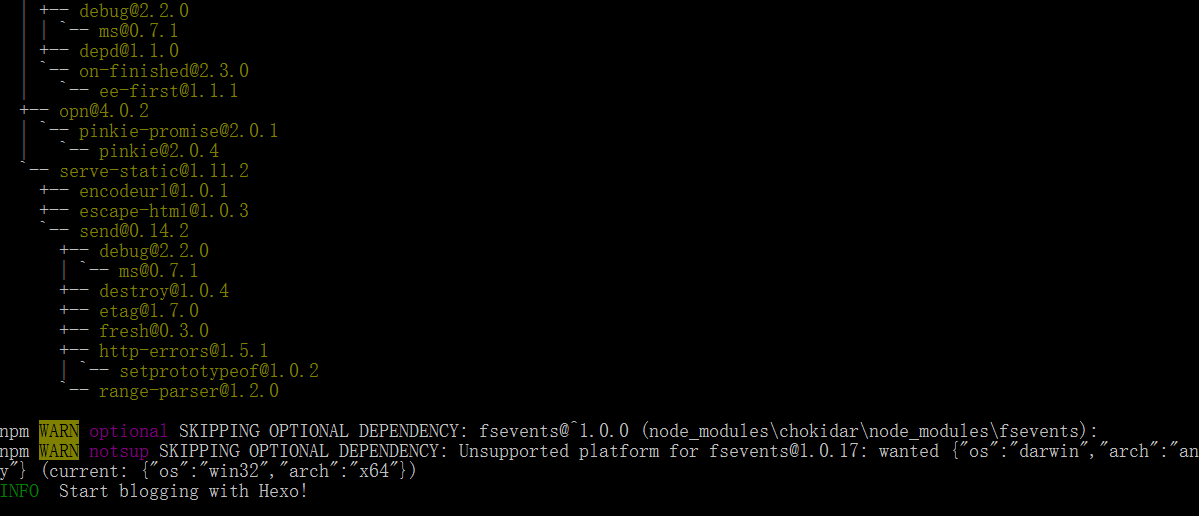 | +-- debug@2.2.0
| | `-- ms@0.7.1
| +-- depd@1.1.0
| `-- on-finished@2.3.0
|   `-- ee-first@1.1.1
+-- opn@4.0.2
| `-- pinkie-promise@2.0.1
|   `-- pinkie@2.0.4
`-- serve-static@1.11.2
  +-- encodeurl@1.0.1
  +-- escape-html@1.0.3
  `-- send@0.14.2
    +-- debug@2.2.0
    | `-- ms@0.7.1
    +-- destroy@1.0.4
    +-- etag@1.7.0
    +-- fresh@0.3.0
    +-- http-errors@1.5.1
    | `-- setprototypeof@1.0.2
    `-- range-parser@1.2.0
npm WARN optional SKIPPING OPTIONAL DEPENDENCY: fsevents@^1.0.0 (node_modules\chokidar\node_modules\fsevents):
npm WARN notsup SKIPPING OPTIONAL DEPENDENCY: Unsupported platform for fsevents@1.0.17: wanted {"os":"darwin","arch":"an
y"} (current: {"os":"win32","arch":"x64"})
INFO  Start blogging with Hexo!